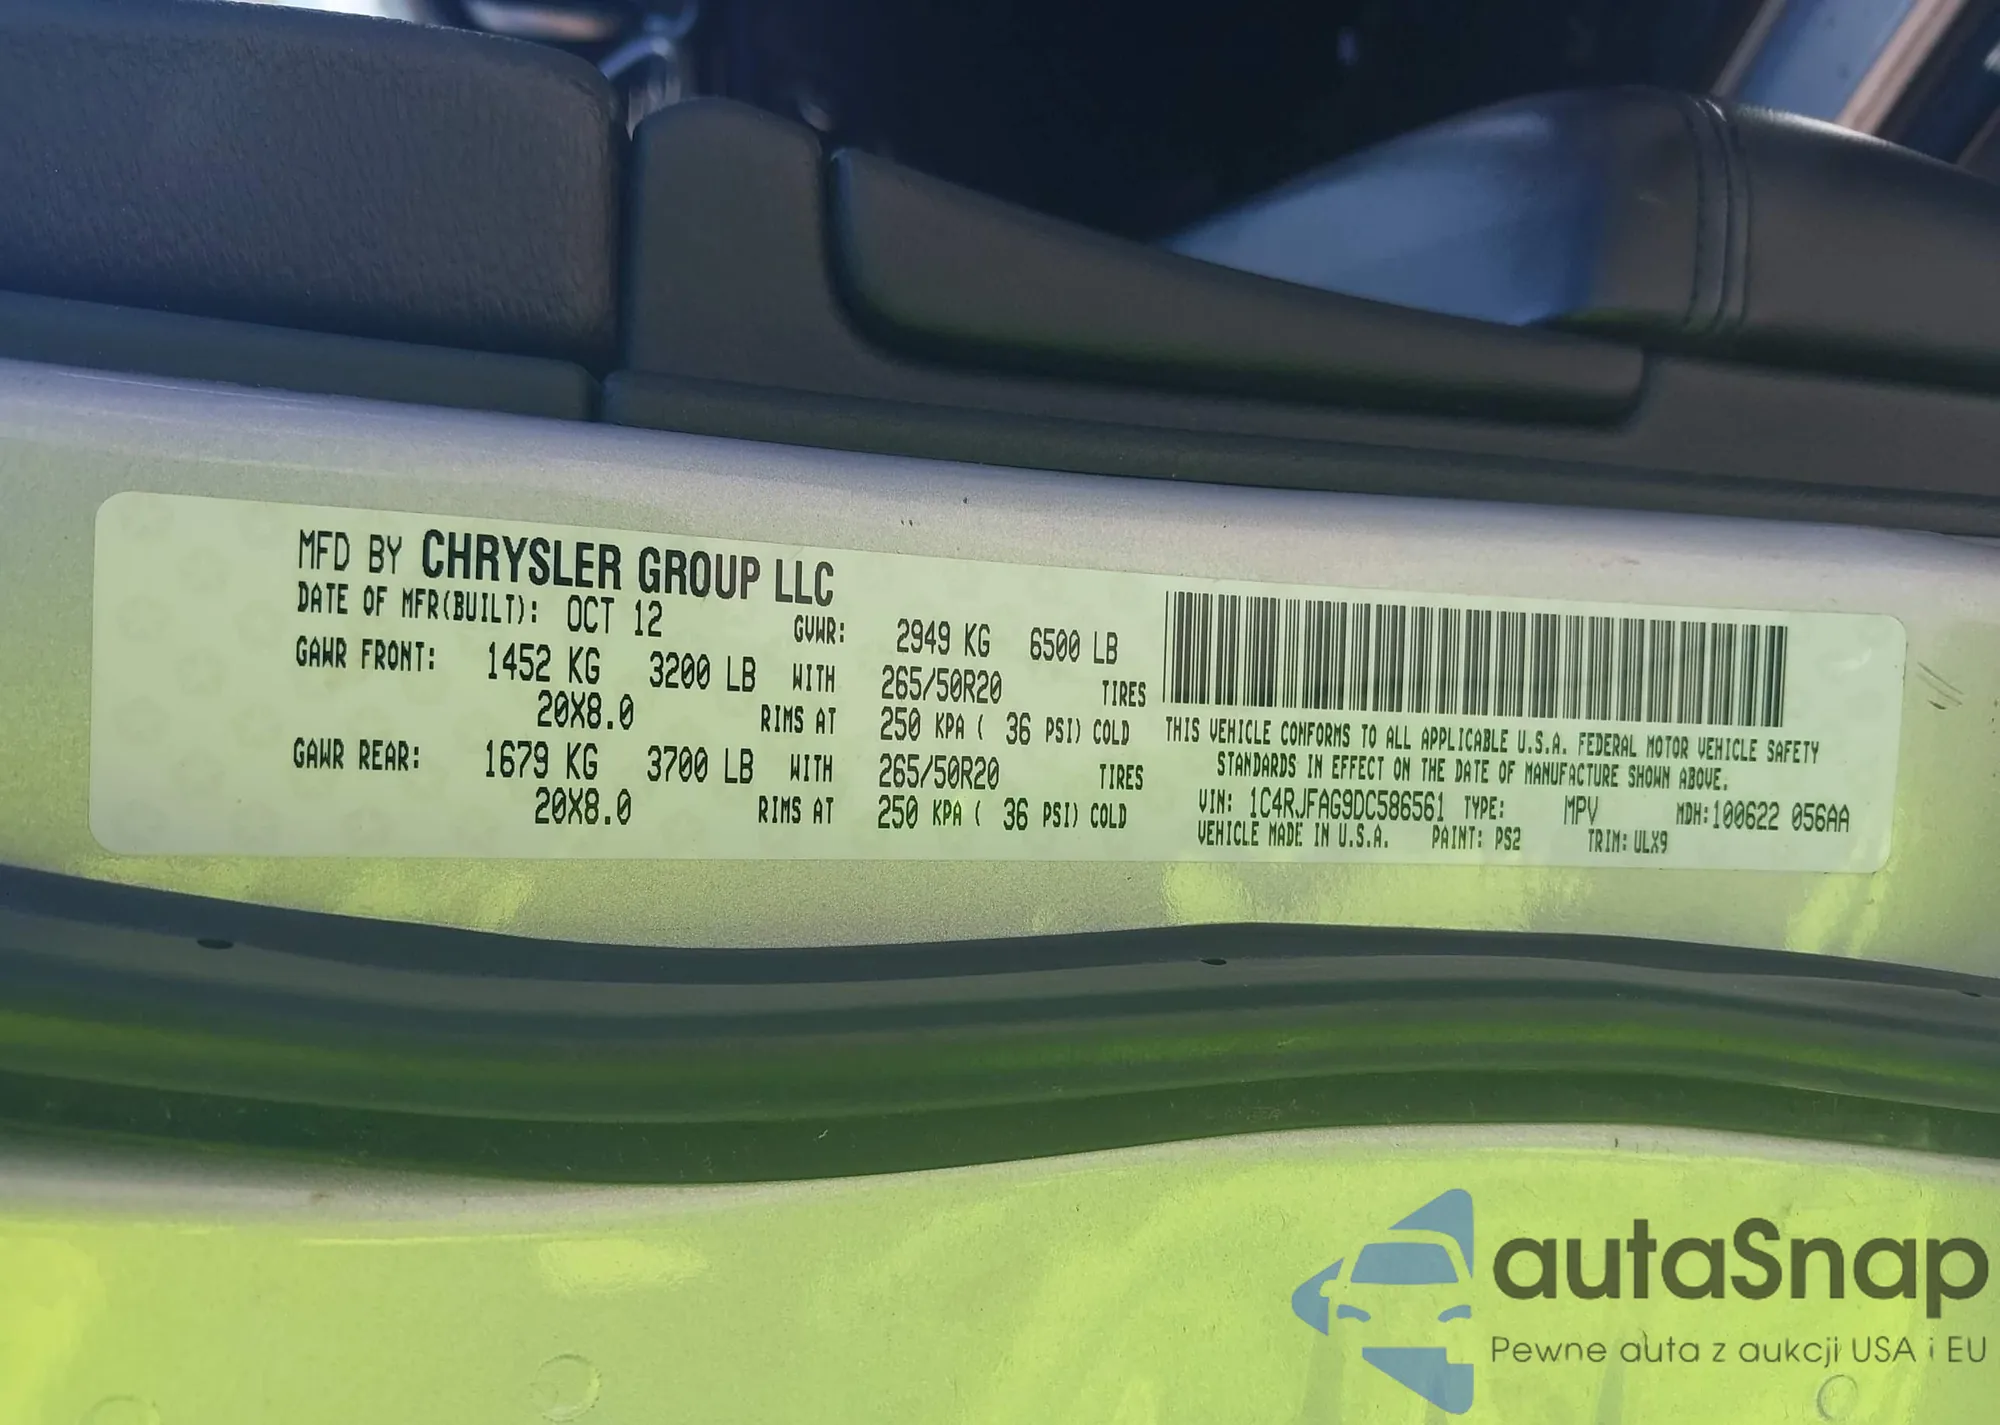 MFD BY CHRYSLER GROUP LLC
DATE OF MFR(BUILT): OCT 12 GVWR: 2949 KG 6500 LB
GAWR FRONT: 1452 KG 3200 LB WITH 265/50R20 TIRES
20X8.0 RIMS AT 250 KPA ( 36 PSI) COLD
GAWR REAR: 1679 KG 3700 LB WITH 265/50R20 TIRES
20X8.0 RIMS AT 250 KPA ( 36 PSI) COLD
THIS VEHICLE CONFORMS TO ALL APPLICABLE U.S.A. FEDERAL MOTOR VEHICLE SAFETY
STANDARDS IN EFFECT ON THE DATE OF MANUFACTURE SHOWN ABOVE.
VIN: 1C4RJFAG9DC586561 TYPE: MPV MDH:100622 056AA
VEHICLE MADE IN U.S.A. PAINT: PS2 TRIM: ULX9
autaSnap
Pewne auta z aukcji USA i EU